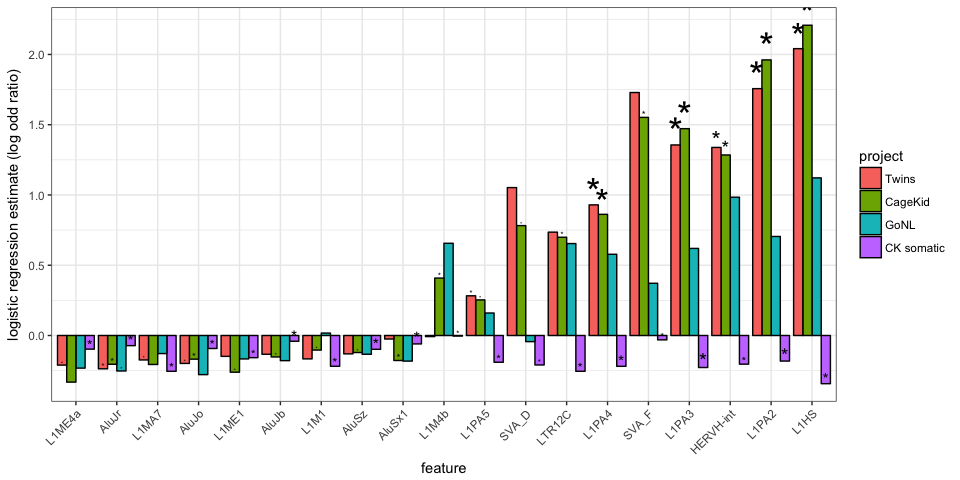 logistic regression estimate (log odd ratio)
2.0
1.5
1.0
0.5
0.0
L1ME4a
AluJr
L1MA7
AluJo
L1ME1
AluJb
L1M1
AluSz
AluSx1
L1M4b
L1PA5
SVA_D
LTR12C
L1PA4
SVA_F
L1PA3
HERVH-int
L1PA2
L1HS
feature
project
Twins
CageKid
GoNL
CK somatic